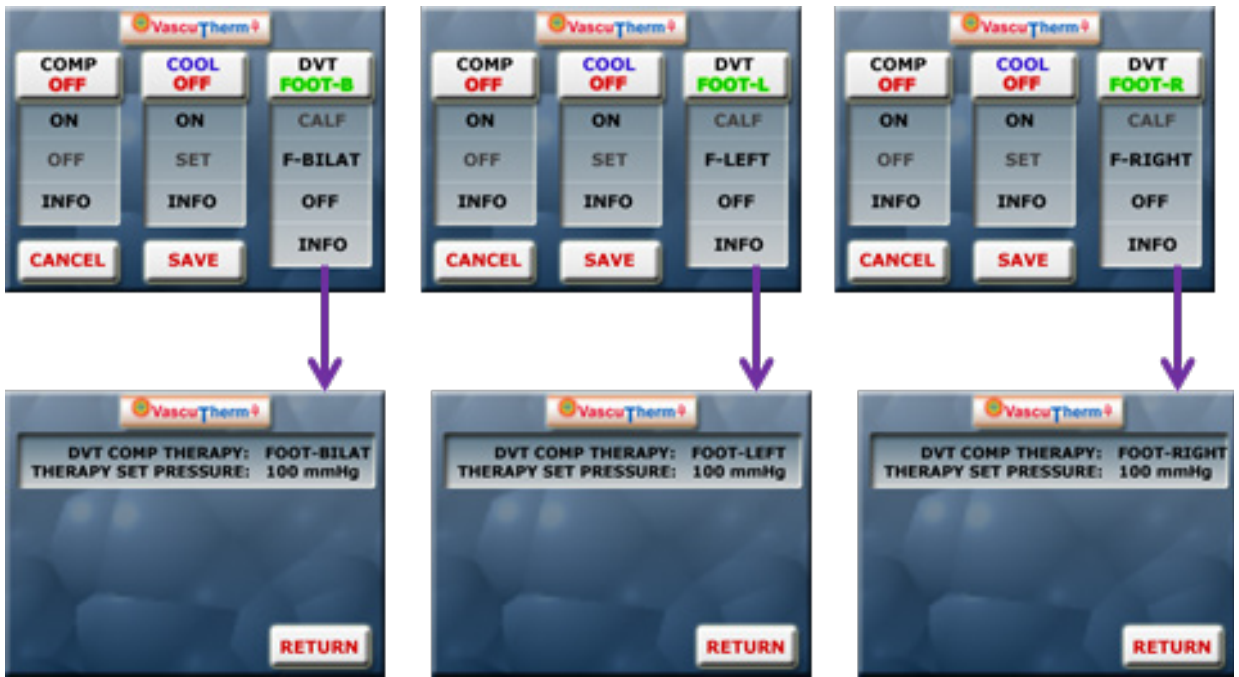 VascuTherm
COMP COOL DVT
OFF OFF FOOT-B
ON ON CALF
OFF SET F-BILAT
INFO INFO OFF
CANCEL SAVE INFO
VascuTherm
COMP COOL DVT
OFF OFF FOOT-L
ON ON CALF
OFF SET F-LEFT
INFO INFO OFF
CANCEL SAVE INFO
VascuTherm
COMP COOL DVT
OFF OFF FOOT-R
ON ON CALF
OFF SET F-RIGHT
INFO INFO OFF
CANCEL SAVE INFO
VascuTherm
DVT COMP THERAPY: FOOT-BILAT
THERAPY SET PRESSURE: 100 mmHg
RETURN
VascuTherm
DVT COMP THERAPY: FOOT-LEFT
THERAPY SET PRESSURE: 100 mmHg
RETURN
VascuTherm
DVT COMP THERAPY: FOOT-RIGHT
THERAPY SET PRESSURE: 100 mmHg
RETURN